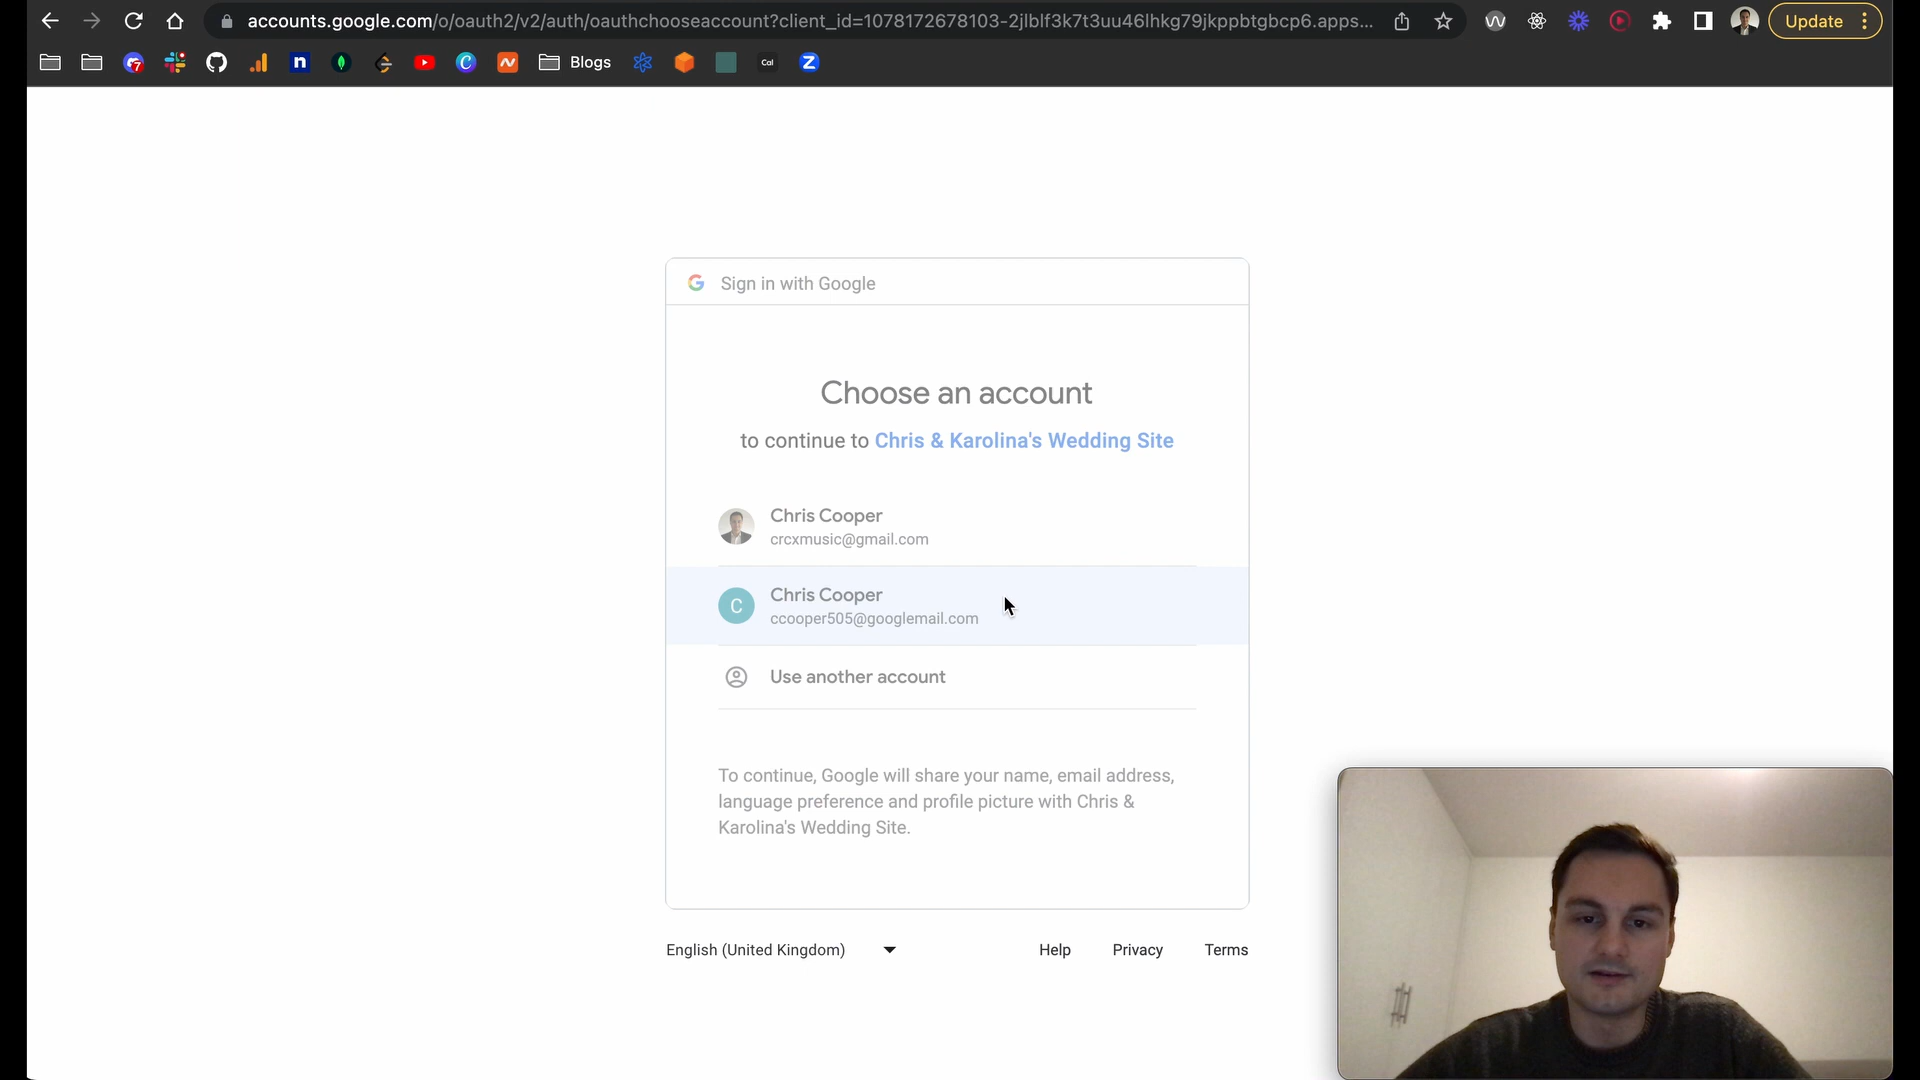 accounts.google.com/o/oauth2/v2/auth/oauthchooseaccount?client_id=1078172678103-2jlblf3k7t3uu46lhkg79jkppbtgbcp6.apps...
Update
7
n
C
Blogs
Cal
Z
Sign in with Google
Choose an account
to continue to Chris & Karolina's Wedding Site
Chris Cooper
crcxmusic@gmail.com
C
Chris Cooper
ccooper505@googlemail.com
Use another account
To continue, Google will share your name, email address,
language preference and profile picture with Chris &
Karolina's Wedding Site.
English (United Kingdom)
Help
Privacy
Terms